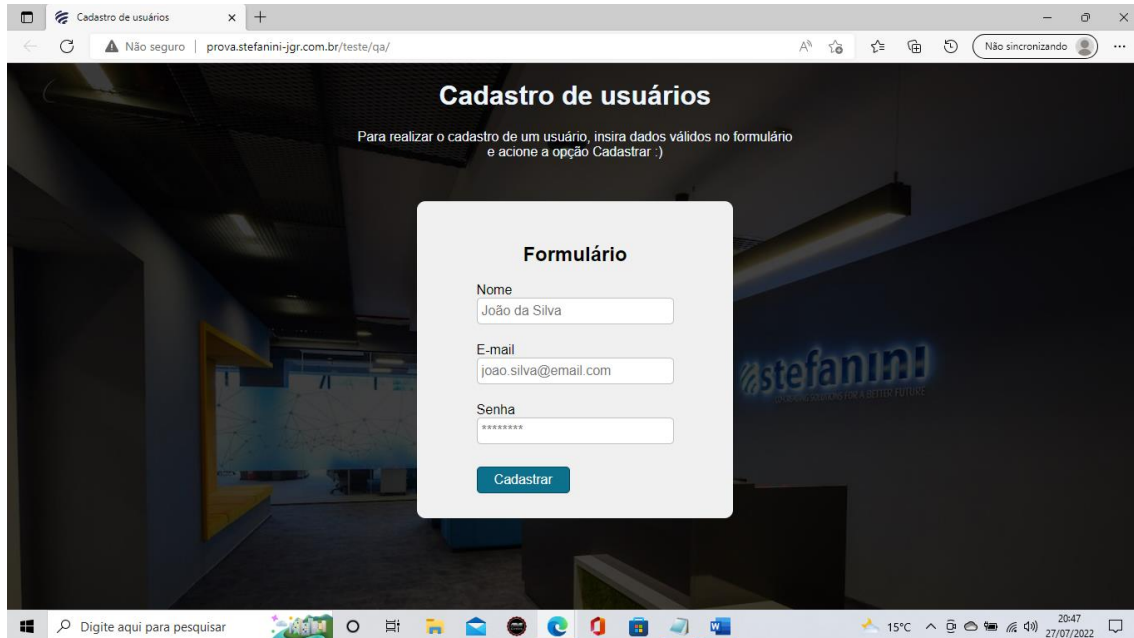 Cadastro de usuários
Não seguro
prova.stefanini-jgr.com.br/teste/qa/
Não sincronizando
Cadastro de usuários
Para realizar o cadastro de um usuário, insira dados válidos no formulário
e acione a opção Cadastrar :)
Formulário
Nome
João da Silva
E-mail
joao.silva@email.com
Senha
********
Cadastrar
stefanini
Digite aqui para pesquisar
15°C
20:47
27/07/2022